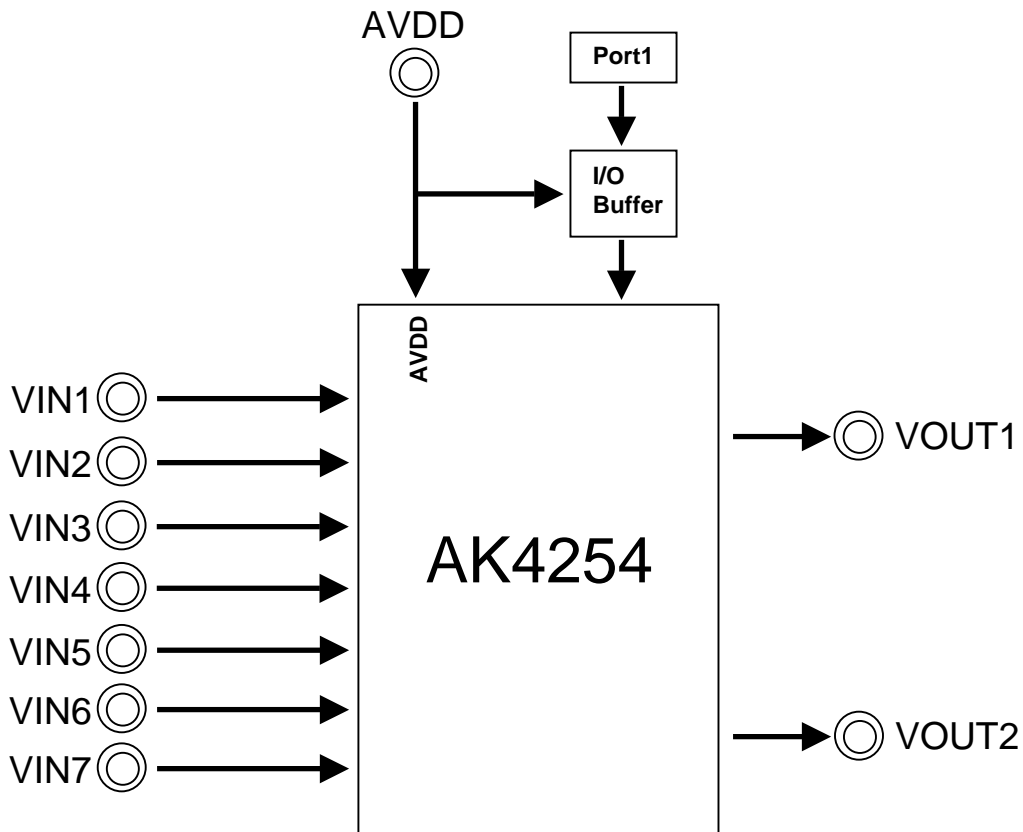 AVDD
Port1
I/O
Buffer
AVDD
VIN1
VIN2
VIN3
VIN4
VIN5
VIN6
VIN7
AK4254
VOUT1
VOUT2